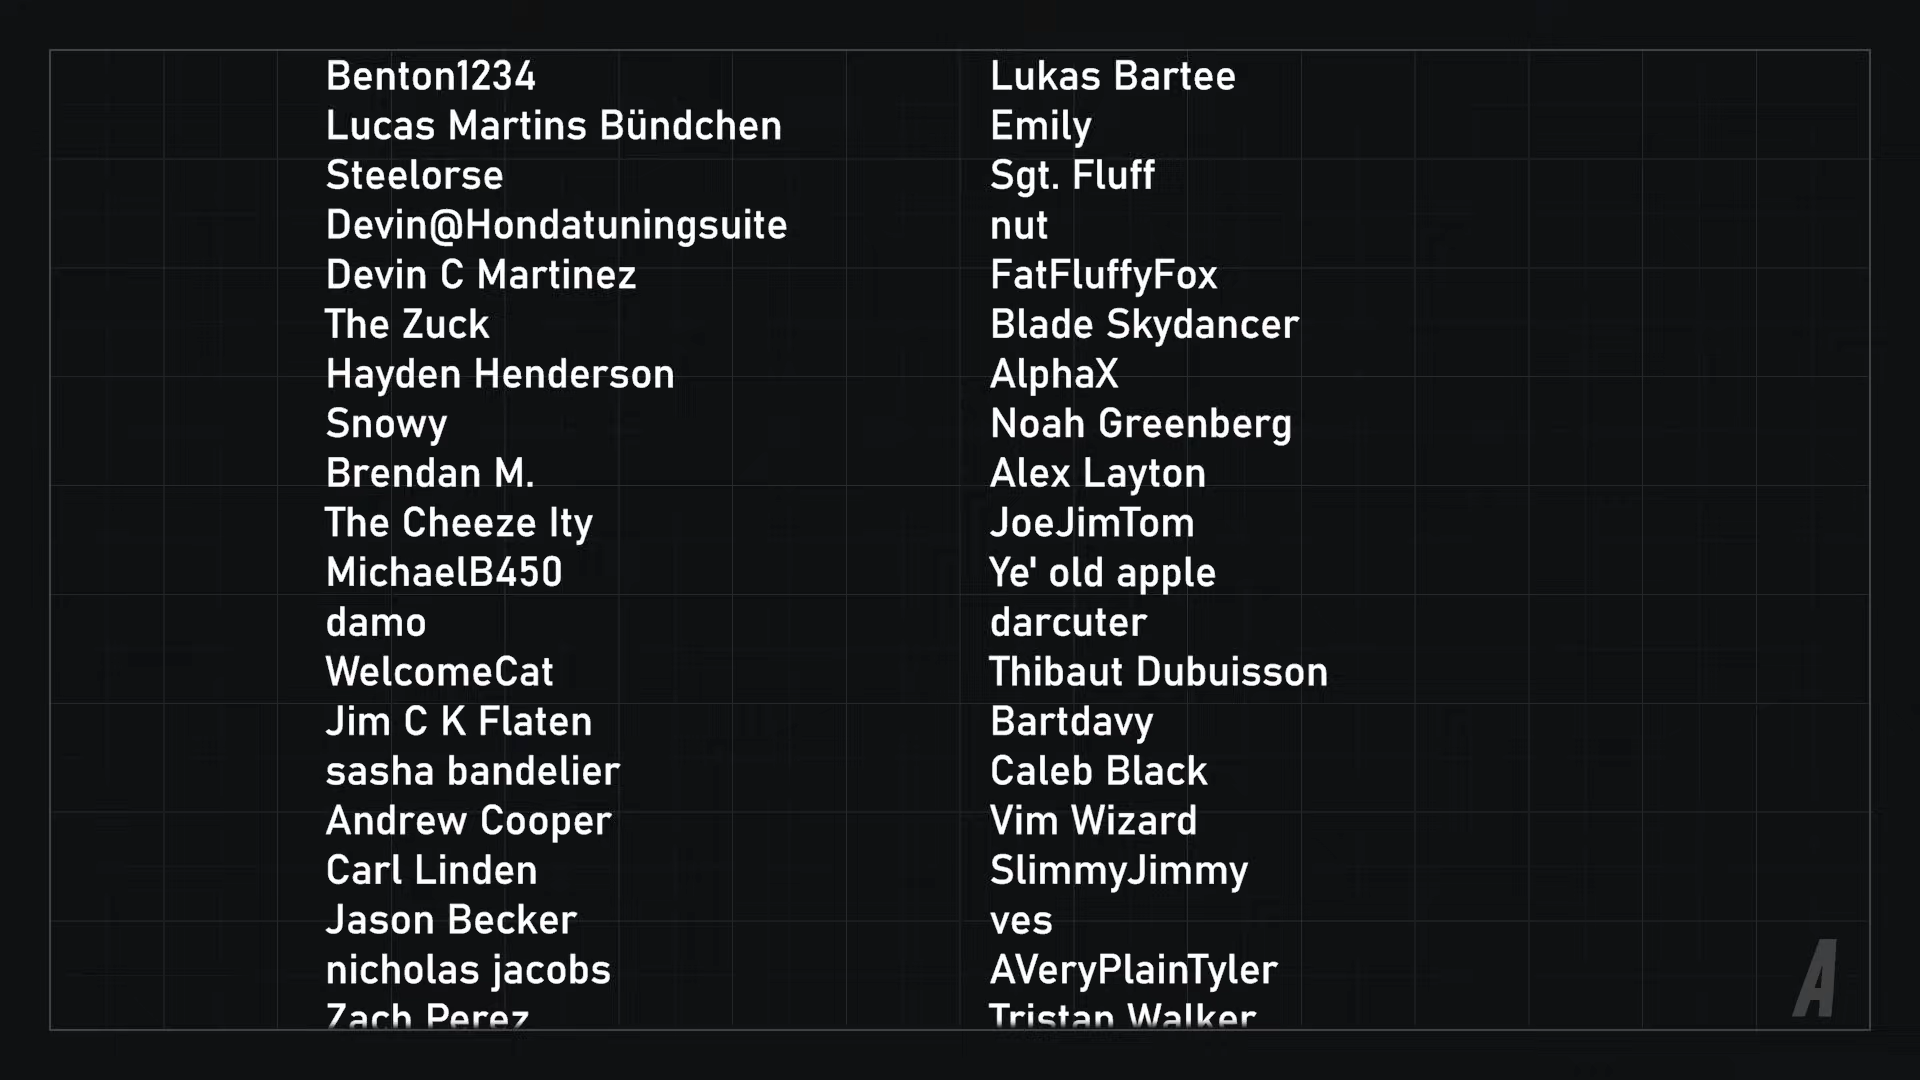 Benton1234
Lucas Martins Bündchen
Steelorse
Devin@Hondatuningsuite
Devin C Martinez
The Zuck
Hayden Henderson
Snowy
Brendan M.
The Cheeze Ity
MichaelB450
damo
WelcomeCat
Jim C K Flaten
sasha bandelier
Andrew Cooper
Carl Linden
Jason Becker
nicholas jacobs
Zach Perez
Lukas Bartee
Emily
Sgt. Fluff
nut
FatFluffyFox
Blade Skydancer
AlphaX
Noah Greenberg
Alex Layton
JoeJimTom
Ye' old apple
darcuter
Thibaut Dubuisson
Bartdavy
Caleb Black
Vim Wizard
SlimmyJimmy
ves
AVeryPlainTyler
Tristan Walker
A